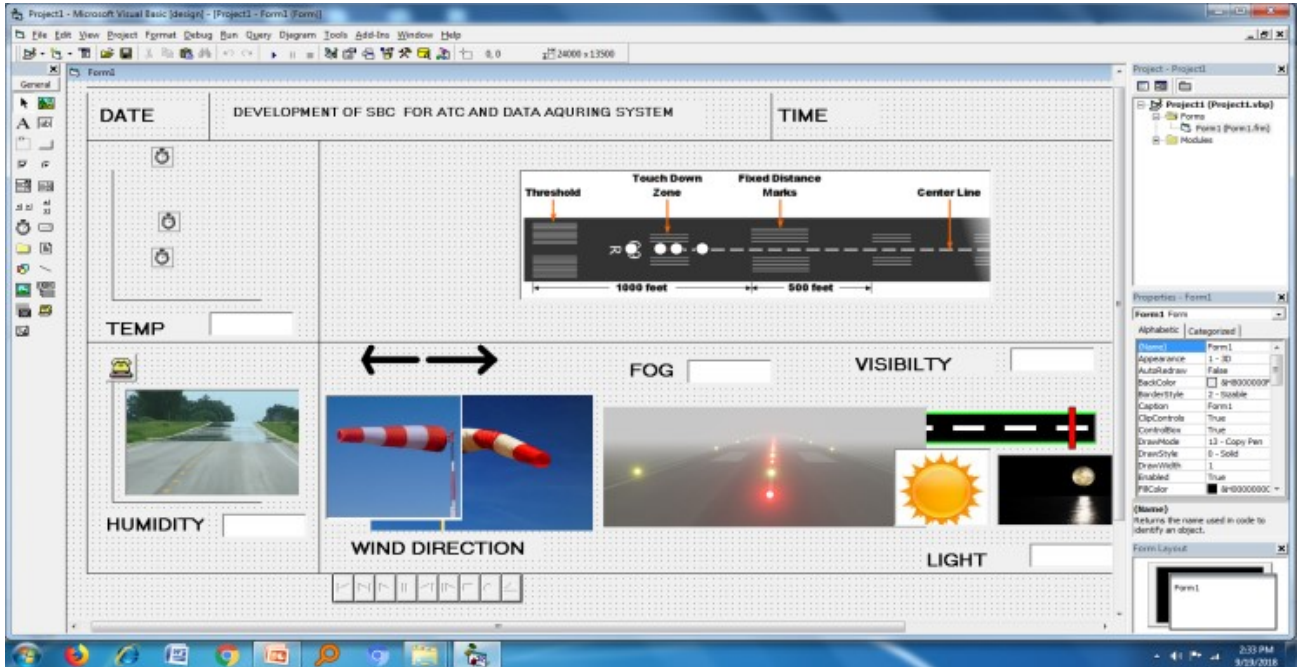 Project1 - Microsoft Visual Basic [design] - [Project1 - Form1 (Form)]
File Edit View Project Format Debug Run Query Diagram Tools Add-Ins Window Help
0, 0 24000 x 13500
General
Form1
DATE
DEVELOPMENT OF SBC FOR ATC AND DATA AQURING SYSTEM
TIME
Threshold
Touch Down
Zone
Fixed Distance
Marks
Center Line
R
1000 feet
500 feet
TEMP
FOG
VISIBILTY
HUMIDITY
WIND DIRECTION
LIGHT
Project - Project1
Project1 (Project1.vbp)
Forms
Form1 (Form1.frm)
Modules
Properties - Form1
Form1 Form
Alphabetic Categorized
(Name) Form1
Appearance 1 - 3D
AutoRedraw False
BackColor
BorderStyle 2 - Sizable
Caption Form1
ClipControls True
ControlBox True
DrawMode 13 - Copy Pen
DrawStyle 0 - Solid
DrawWidth 1
Enabled True
FillColor
(Name)
Returns the name used in code to
identify an object.
Form Layout
Form1
2:33 PM
9/19/2018